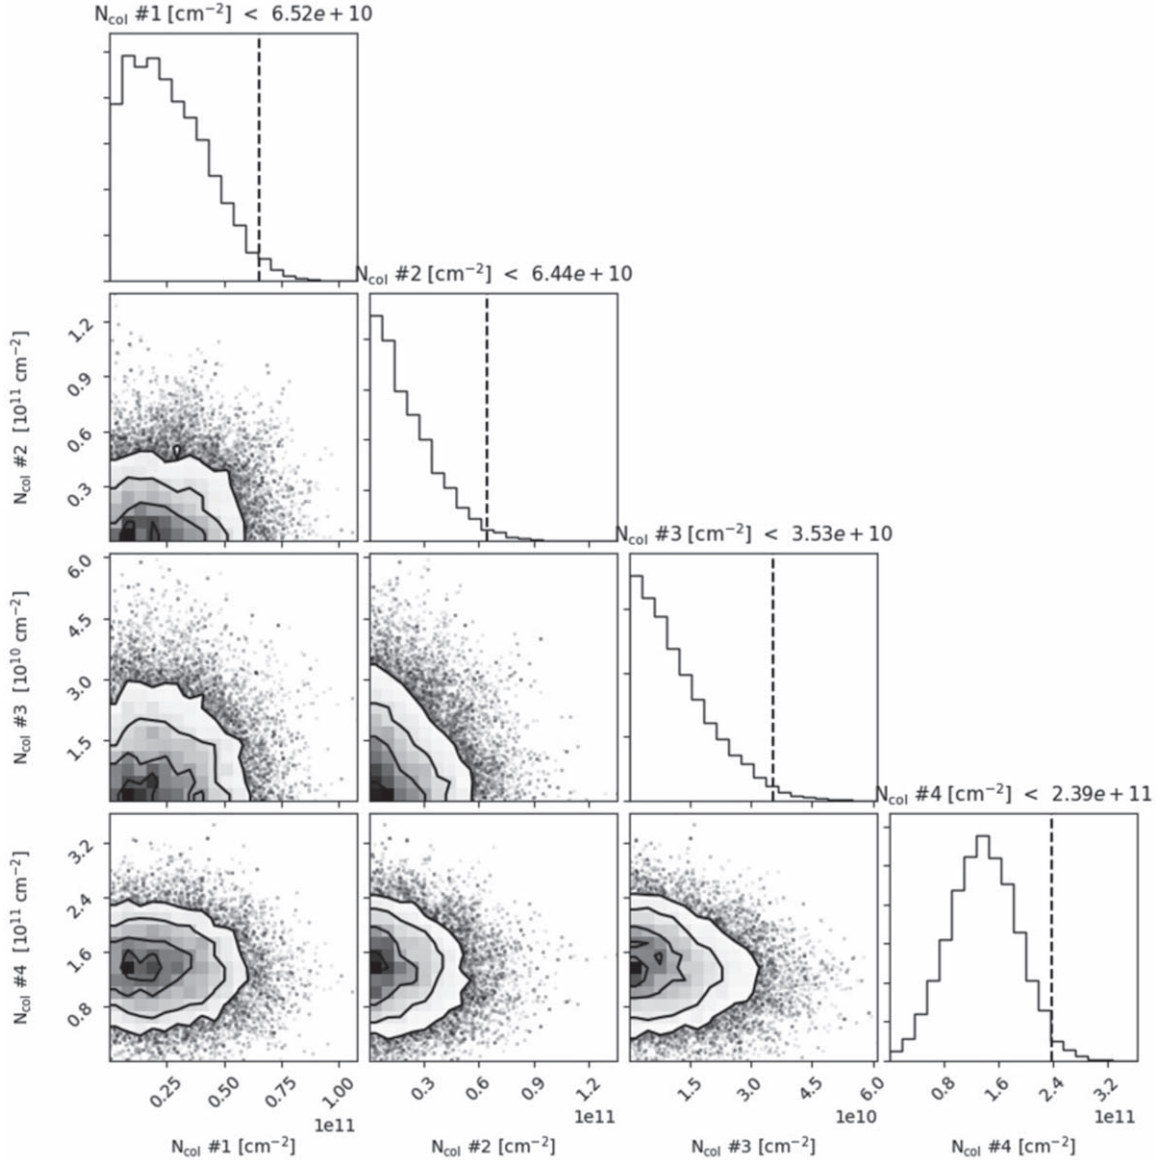 N_col #1 [cm⁻²] < 6.52e+10
N_col #2 [cm⁻²] < 6.44e+10
1.2
0.9
0.6
0.3
N_col #2 [10¹¹ cm⁻²]
N_col #3 [cm⁻²] < 3.53e+10
6.0
4.5
3.0
1.5
N_col #3 [10¹⁰ cm⁻²]
N_col #4 [cm⁻²] < 2.39e+11
3.2
2.4
1.6
0.8
N_col #4 [10¹¹ cm⁻²]
0.25 0.50 0.75 1.00
1e11
N_col #1 [cm⁻²]
0.3 0.6 0.9 1.2
1e11
N_col #2 [cm⁻²]
1.5 3.0 4.5 6.0
1e10
N_col #3 [cm⁻²]
0.8 1.6 2.4 3.2
1e11
N_col #4 [cm⁻²]